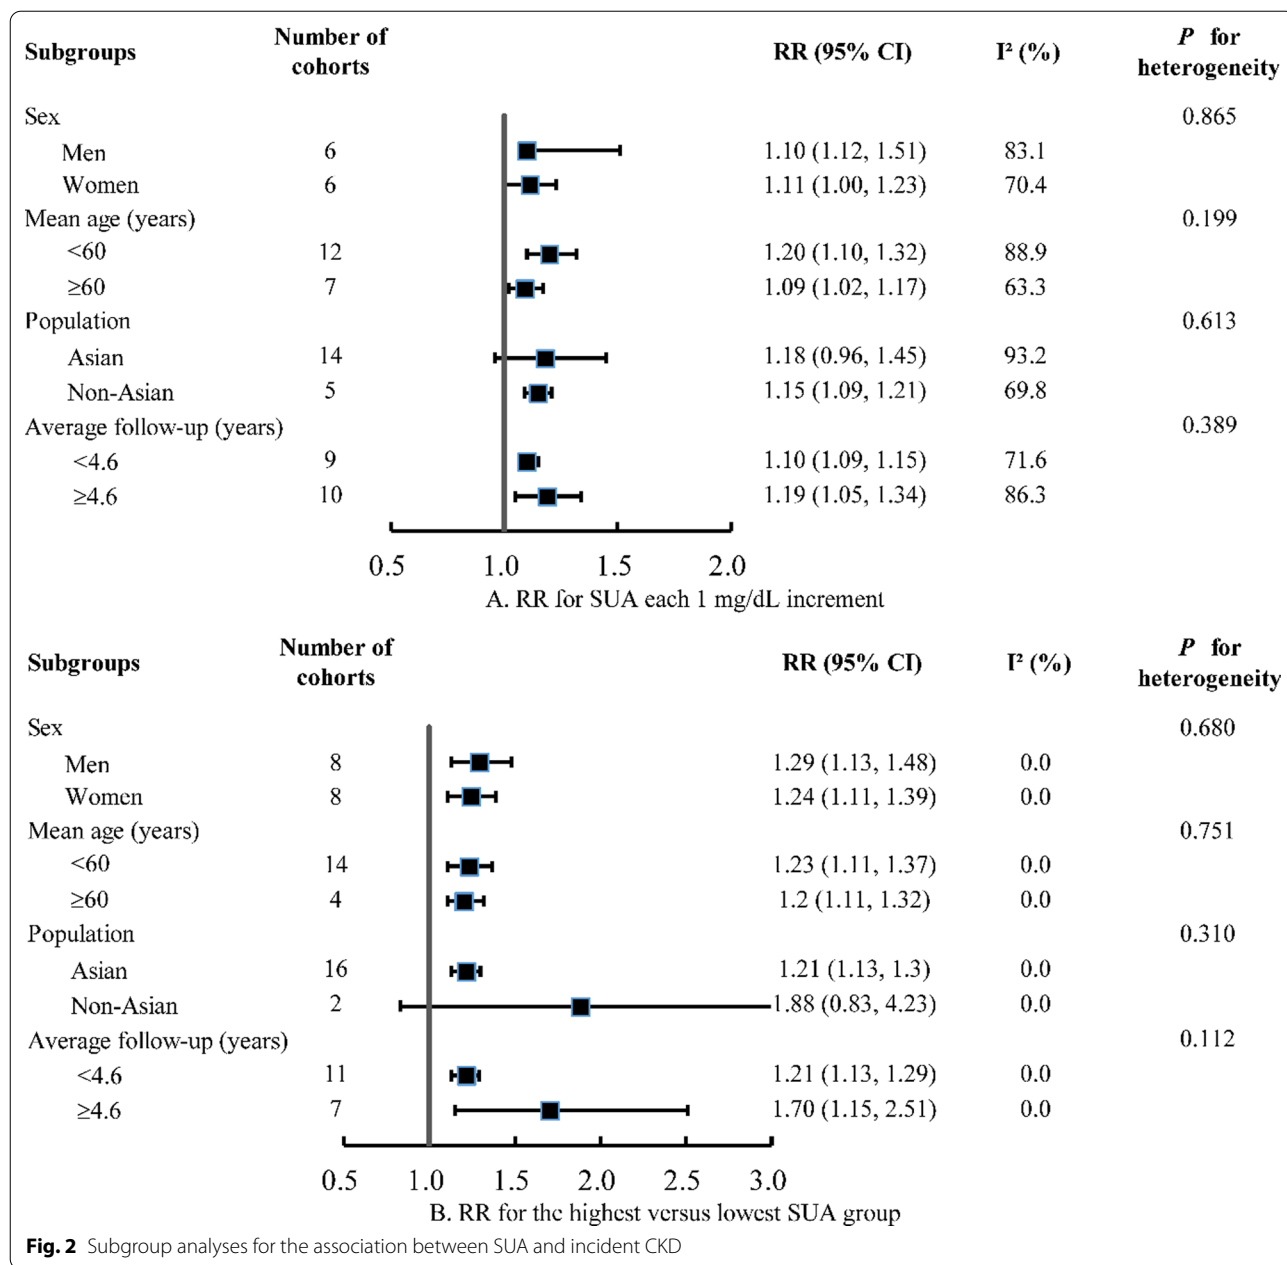 Subgroups Number of cohorts RR (95% CI) I² (%) P for heterogeneity
Sex 0.865
Men 6 1.10 (1.12, 1.51) 83.1
Women 6 1.11 (1.00, 1.23) 70.4
Mean age (years) 0.199
<60 12 1.20 (1.10, 1.32) 88.9
≥60 7 1.09 (1.02, 1.17) 63.3
Population 0.613
Asian 14 1.18 (0.96, 1.45) 93.2
Non-Asian 5 1.15 (1.09, 1.21) 69.8
Average follow-up (years) 0.389
<4.6 9 1.10 (1.09, 1.15) 71.6
≥4.6 10 1.19 (1.05, 1.34) 86.3
0.5 1.0 1.5 2.0
A. RR for SUA each 1 mg/dL increment
Subgroups Number of cohorts RR (95% CI) I² (%) P for heterogeneity
Sex 0.680
Men 8 1.29 (1.13, 1.48) 0.0
Women 8 1.24 (1.11, 1.39) 0.0
Mean age (years) 0.751
<60 14 1.23 (1.11, 1.37) 0.0
≥60 4 1.2 (1.11, 1.32) 0.0
Population 0.310
Asian 16 1.21 (1.13, 1.3) 0.0
Non-Asian 2 1.88 (0.83, 4.23) 0.0
Average follow-up (years) 0.112
<4.6 11 1.21 (1.13, 1.29) 0.0
≥4.6 7 1.70 (1.15, 2.51) 0.0
0.5 1.0 1.5 2.0 2.5 3.0
B. RR for the highest versus lowest SUA group
Fig. 2 Subgroup analyses for the association between SUA and incident CKD